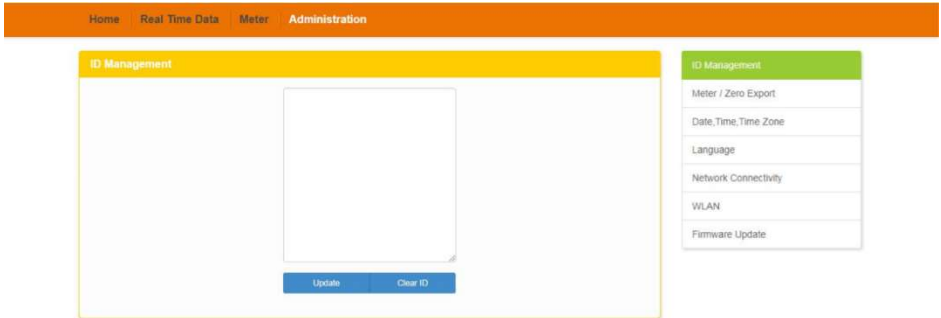 Home Real Time Data Meter Administration
ID Management
Update Clear ID
ID Management
Meter / Zero Export
Date,Time,Time Zone
Language
Network Connectivity
WLAN
Firmware Update